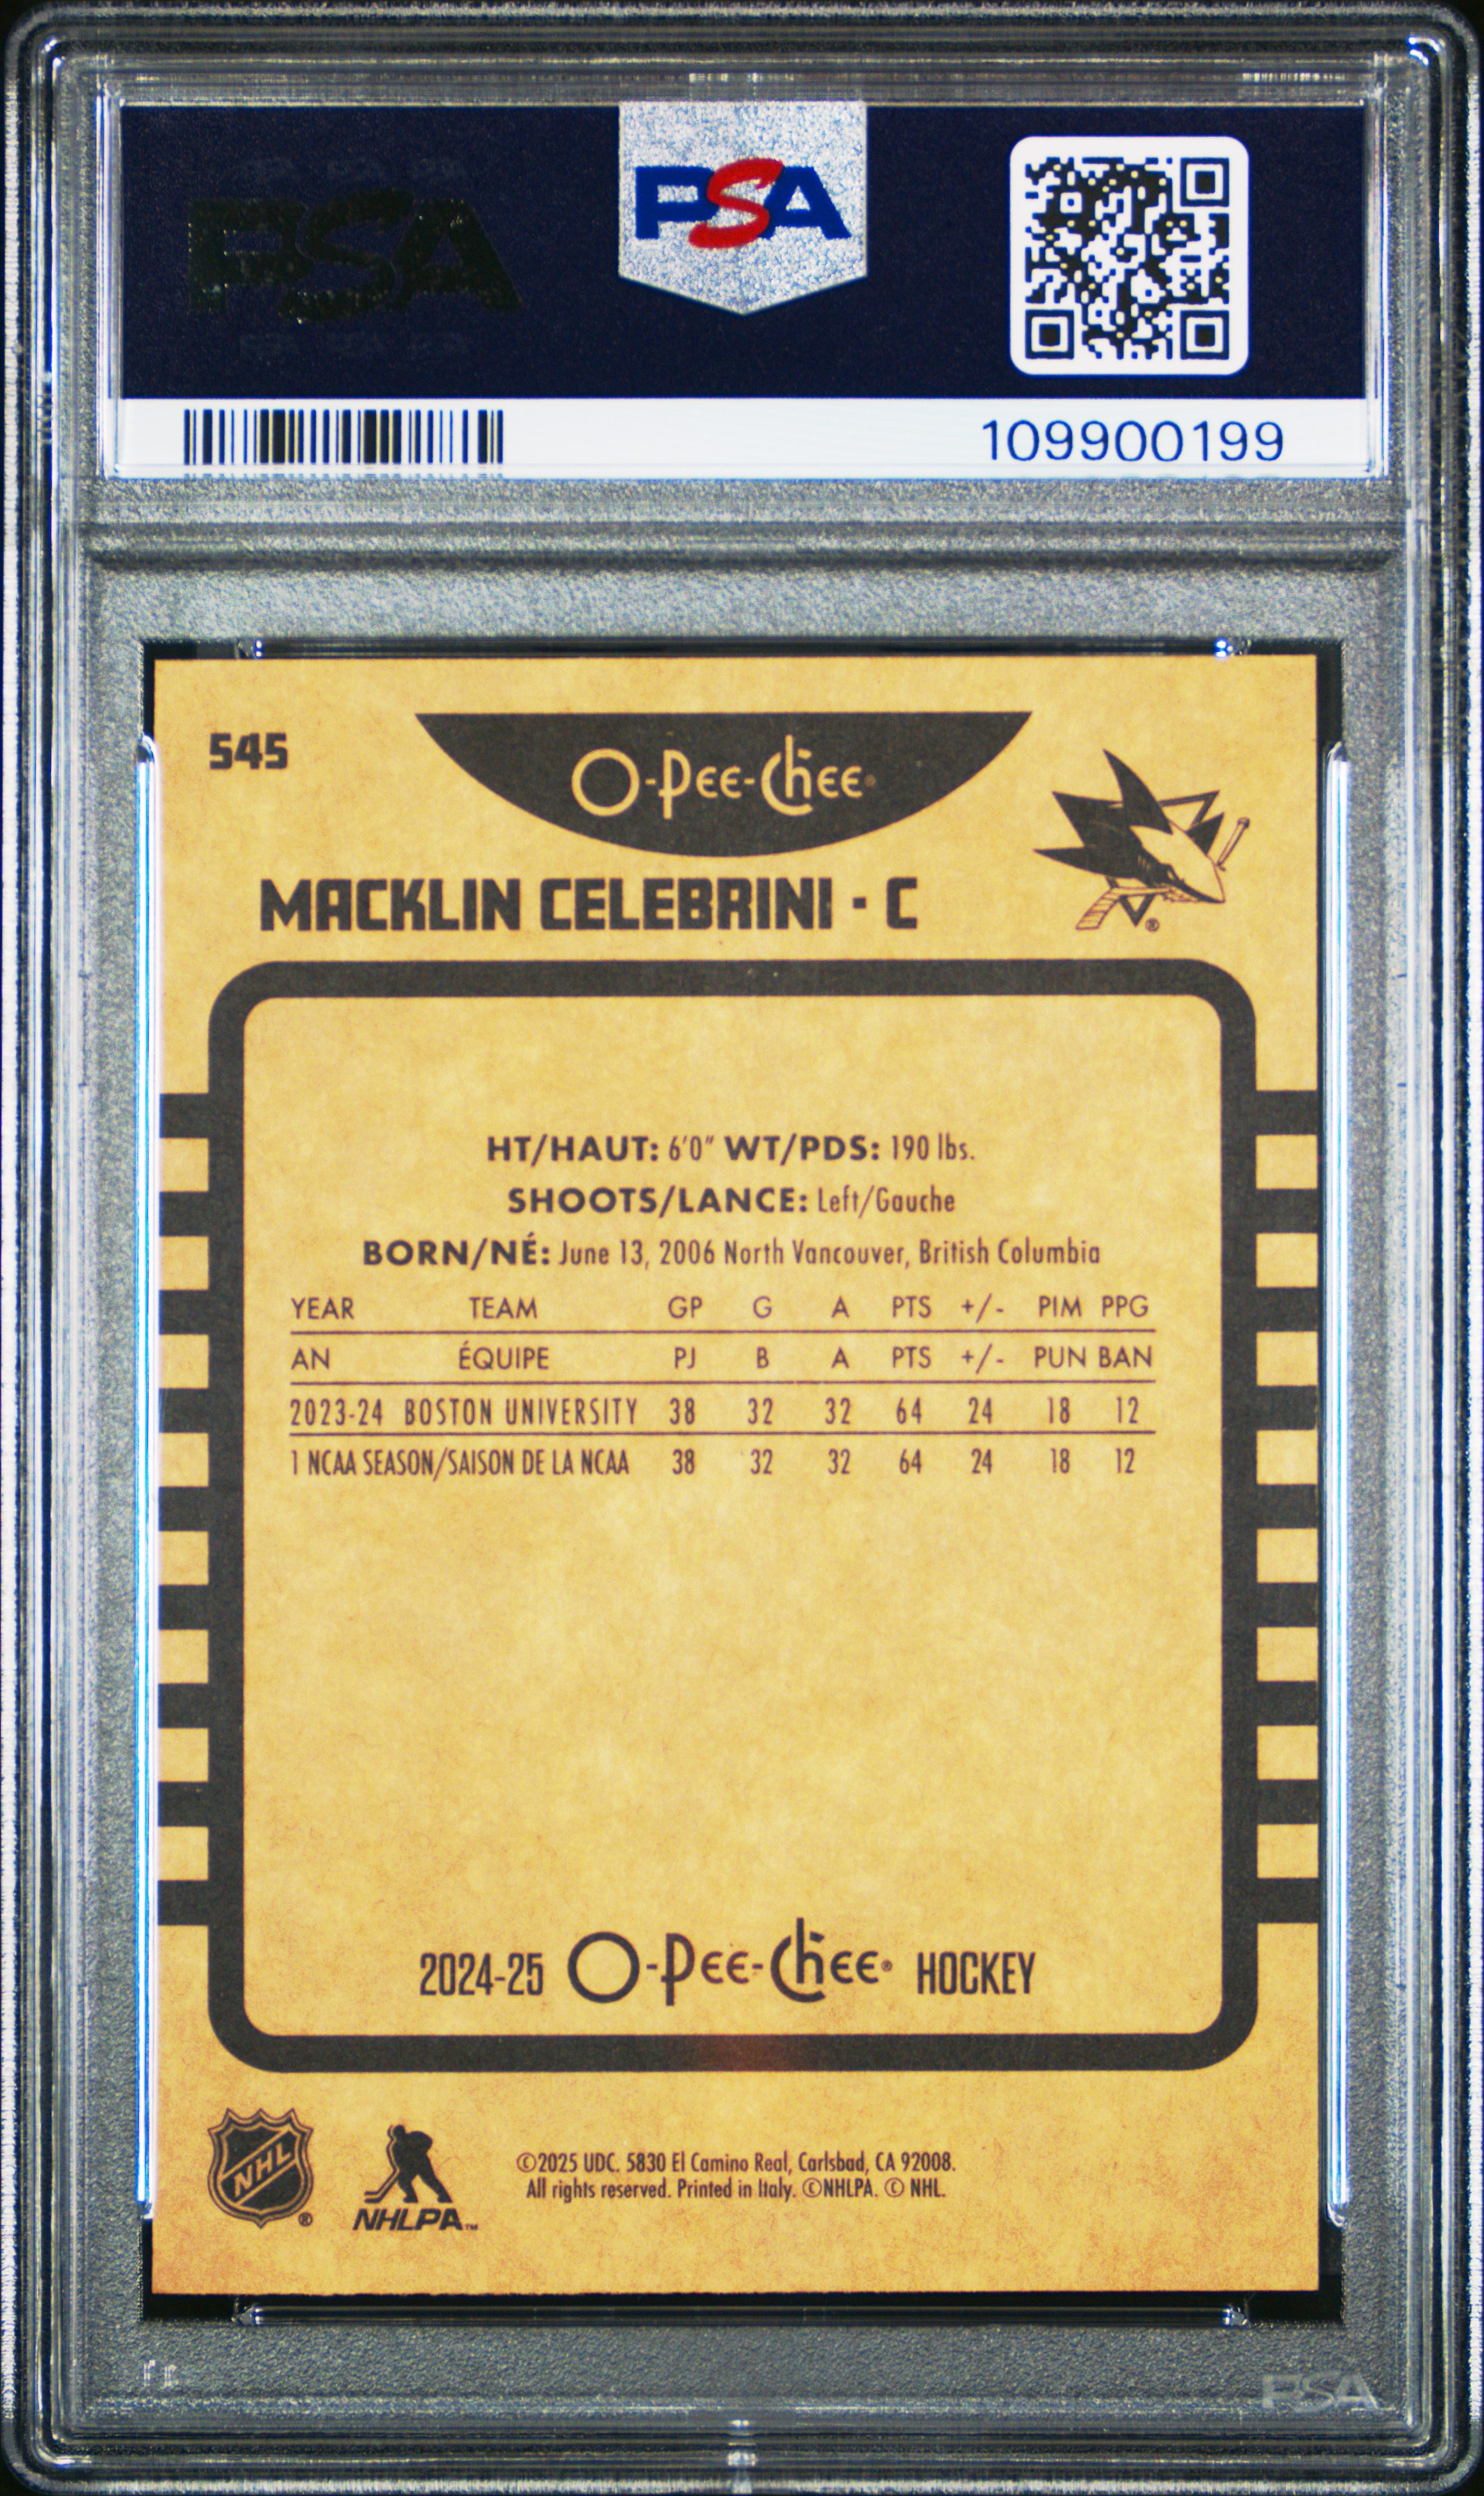 PSA
PSA
109900199
545
O-Pee-Chee
MACKLIN CELEBRINI · C
®
HT/HAUT: 6'0" WT/PDS: 190 lbs.
SHOOTS/LANCE: Left/Gauche
BORN/NÉ: June 13, 2006 North Vancouver, British Columbia
YEAR TEAM GP G A PTS +/- PIM PPG
AN ÉQUIPE PJ B A PTS +/- PUN BAN
2023-24 BOSTON UNIVERSITY 38 32 32 64 24 18 12
1 NCAA SEASON/SAISON DE LA NCAA 38 32 32 64 24 18 12
2024-25 O-Pee-Chee® HOCKEY
NHL ®
NHLPA™
©2025 UDC. 5830 El Camino Real, Carlsbad, CA 92008.
All rights reserved. Printed in Italy. ©NHLPA. © NHL.
PSA